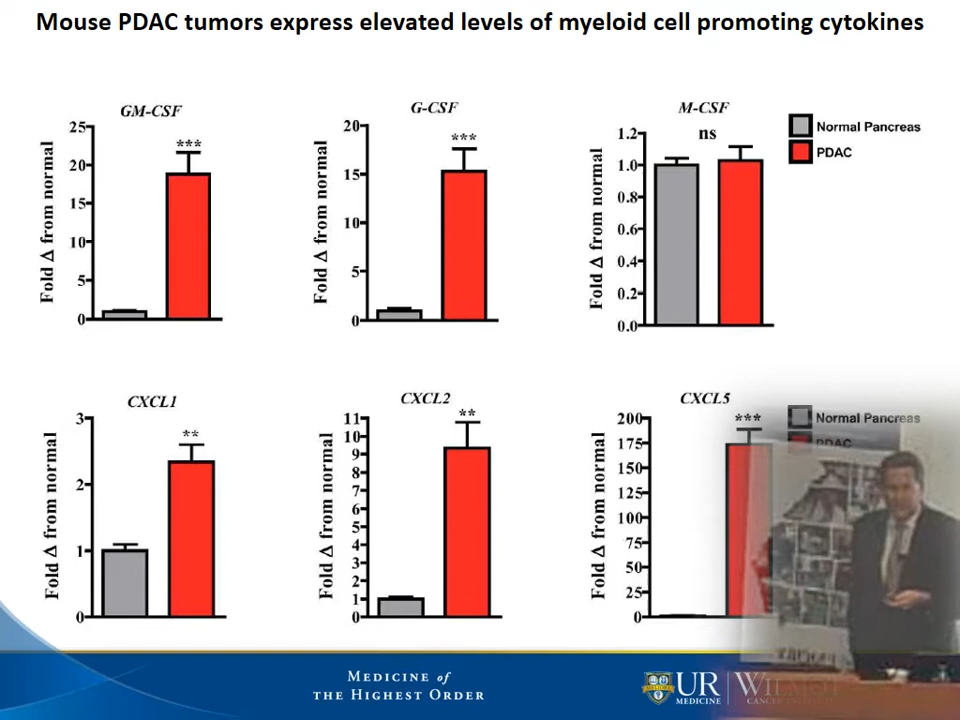 Mouse PDAC tumors express elevated levels of myeloid cell promoting cytokines
GM-CSF
Fold Δ from normal
25
20
15
10
5
0
***
G-CSF
Fold Δ from normal
20
15
10
5
0
***
M-CSF
Fold Δ from normal
1.2
1.0
0.8
0.6
0.4
0.2
0.0
ns
Normal Pancreas
PDAC
CXCL1
Fold Δ from normal
3
2
1
0
**
CXCL2
Fold Δ from normal
11
10
9
8
7
6
5
4
3
2
1
0
**
CXCL5
Fold Δ from normal
200
175
150
125
100
75
50
25
0
***
Normal Pancreas
PDAC
MEDICINE of
THE HIGHEST ORDER
MELIORA
UR
MEDICINE
WILMOT
CANCER INSTITUTE